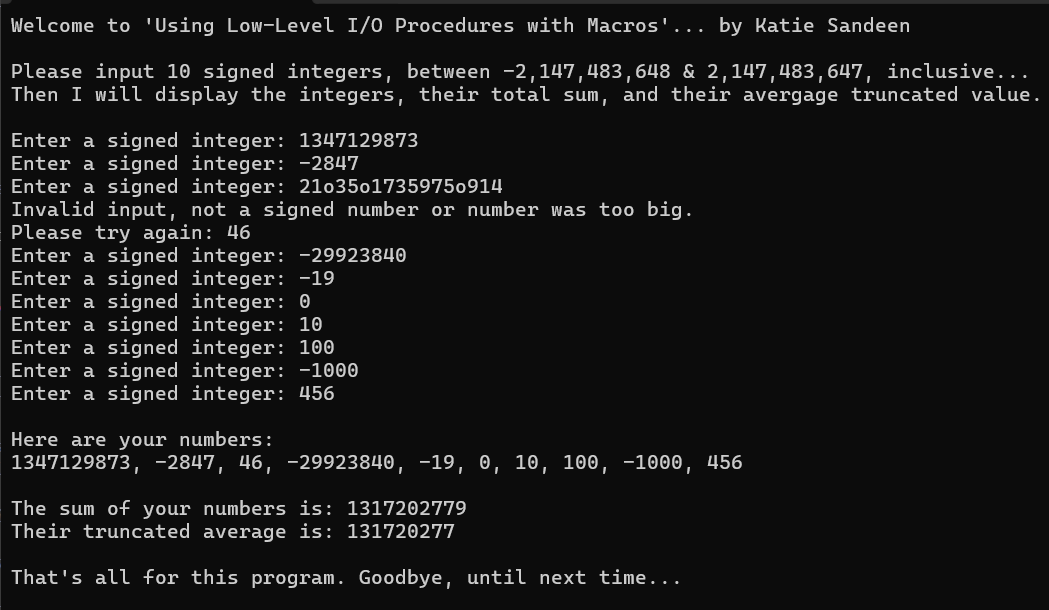 Welcome to 'Using Low-Level I/O Procedures with Macros'... by Katie Sandeen
Please input 10 signed integers, between -2,147,483,648 & 2,147,483,647, inclusive...
Then I will display the integers, their total sum, and their avergage truncated value.
Enter a signed integer: 1347129873
Enter a signed integer: -2847
Enter a signed integer: 21o35o1735975o914
Invalid input, not a signed number or number was too big.
Please try again: 46
Enter a signed integer: -29923840
Enter a signed integer: -19
Enter a signed integer: 0
Enter a signed integer: 10
Enter a signed integer: 100
Enter a signed integer: -1000
Enter a signed integer: 456
Here are your numbers:
1347129873, -2847, 46, -29923840, -19, 0, 10, 100, -1000, 456
The sum of your numbers is: 1317202779
Their truncated average is: 131720277
That's all for this program. Goodbye, until next time...